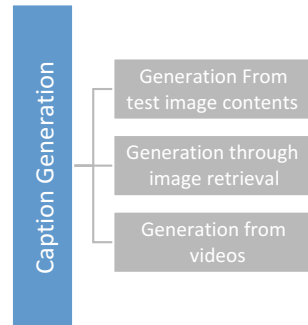 Caption Generation
Generation From
test image contents
Generation through
image retrieval
Generation from
videos